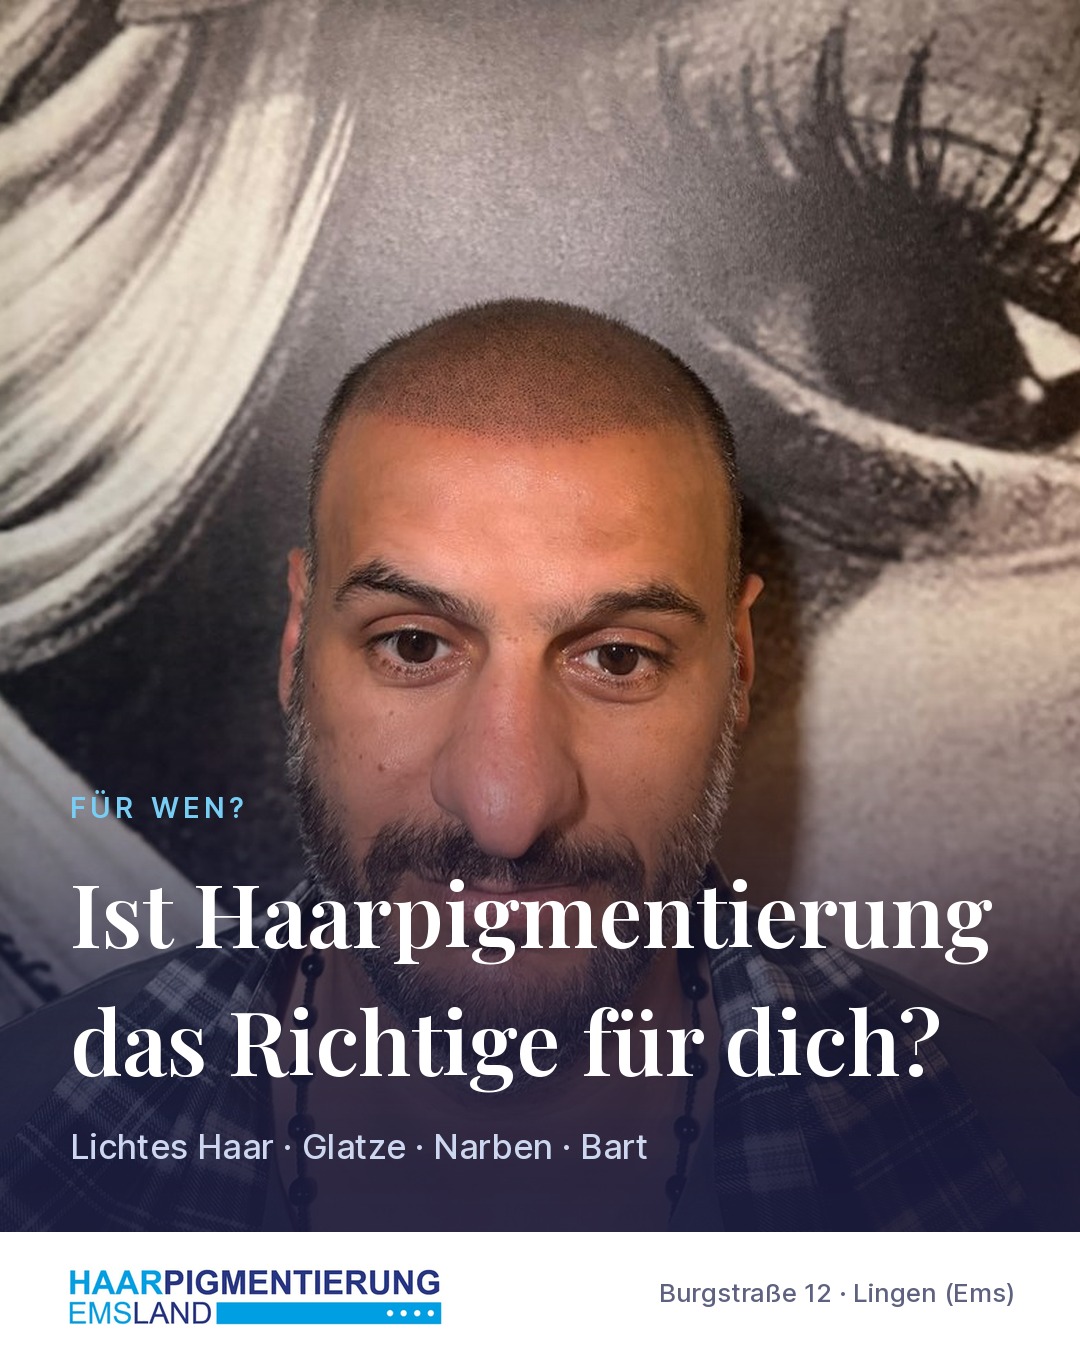 FÜR WEN?
Ist Haarpigmentierung
das Richtige für dich?
Lichtes Haar · Glatze · Narben · Bart
HAARPIGMENTIERUNG
EMSLAND
Burgstraße 12 · Lingen (Ems)